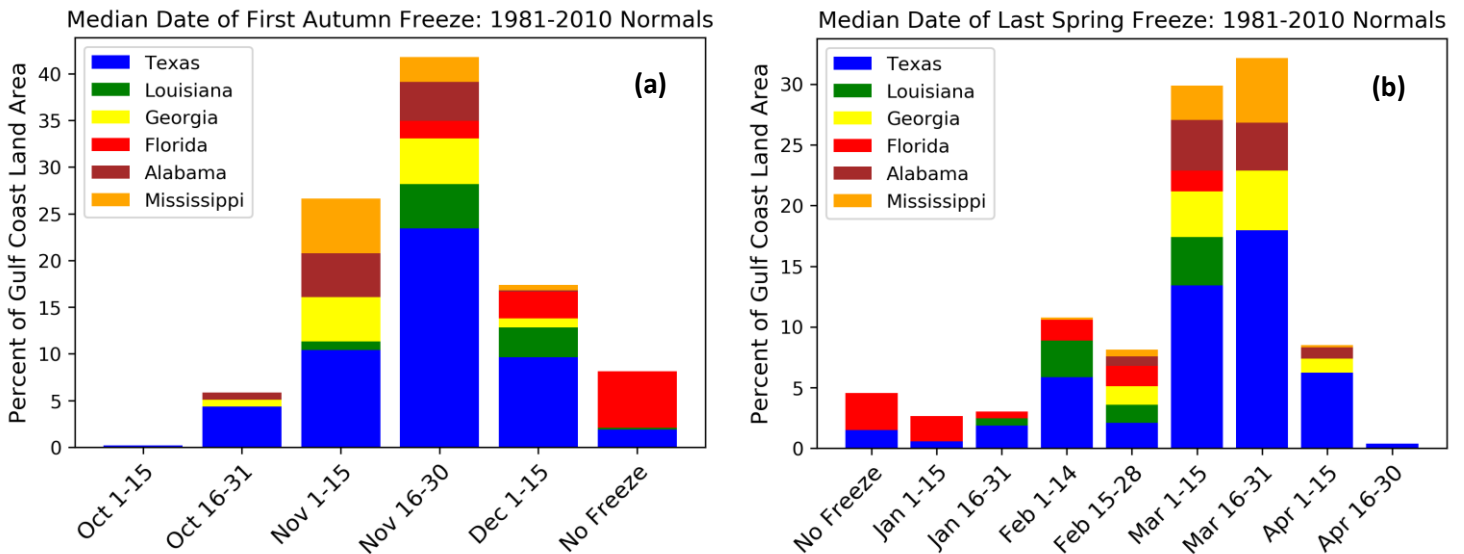 Median Date of First Autumn Freeze: 1981-2010 Normals
Percent of Gulf Coast Land Area
40
35
30
25
20
15
10
5
0
Texas
Louisiana
Georgia
Florida
Alabama
Mississippi
(a)
Oct 1-15
Oct 16-31
Nov 1-15
Nov 16-30
Dec 1-15
No Freeze
Median Date of Last Spring Freeze: 1981-2010 Normals
Percent of Gulf Coast Land Area
30
25
20
15
10
5
0
Texas
Louisiana
Georgia
Florida
Alabama
Mississippi
(b)
No Freeze
Jan 1-15
Jan 16-31
Feb 1-14
Feb 15-28
Mar 1-15
Mar 16-31
Apr 1-15
Apr 16-30